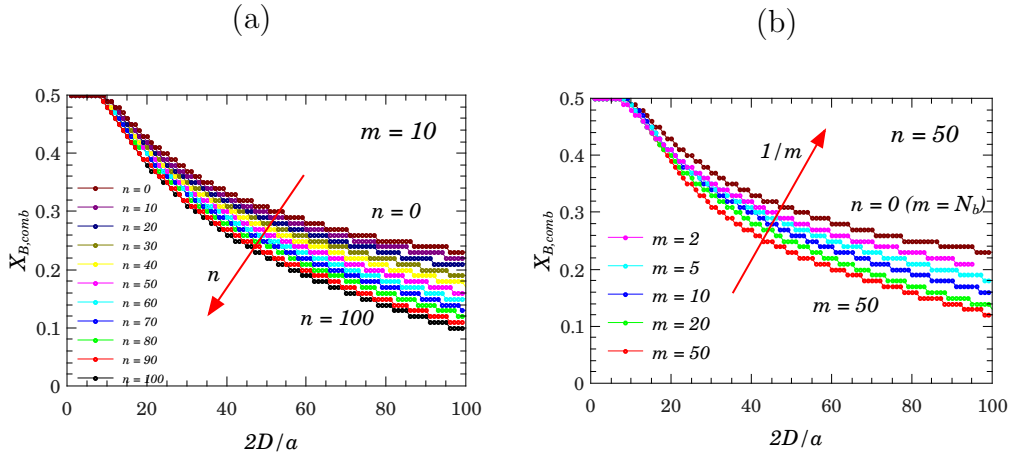 (a)
(b)
X_{B,comb}
0.5
0.4
0.3
0.2
0.1
0
m = 10
n = 0
n = 10
n = 20
n = 30
n = 40
n = 50
n = 60
n = 70
n = 80
n = 90
n = 100
n
n = 0
n = 100
0 20 40 60 80 100
2D/a
X_{B,comb}
0.5
0.4
0.3
0.2
0.1
0
n = 50
1/m
n = 0 (m = N_b)
m = 2
m = 5
m = 10
m = 20
m = 50
m = 50
0 20 40 60 80 100
2D/a